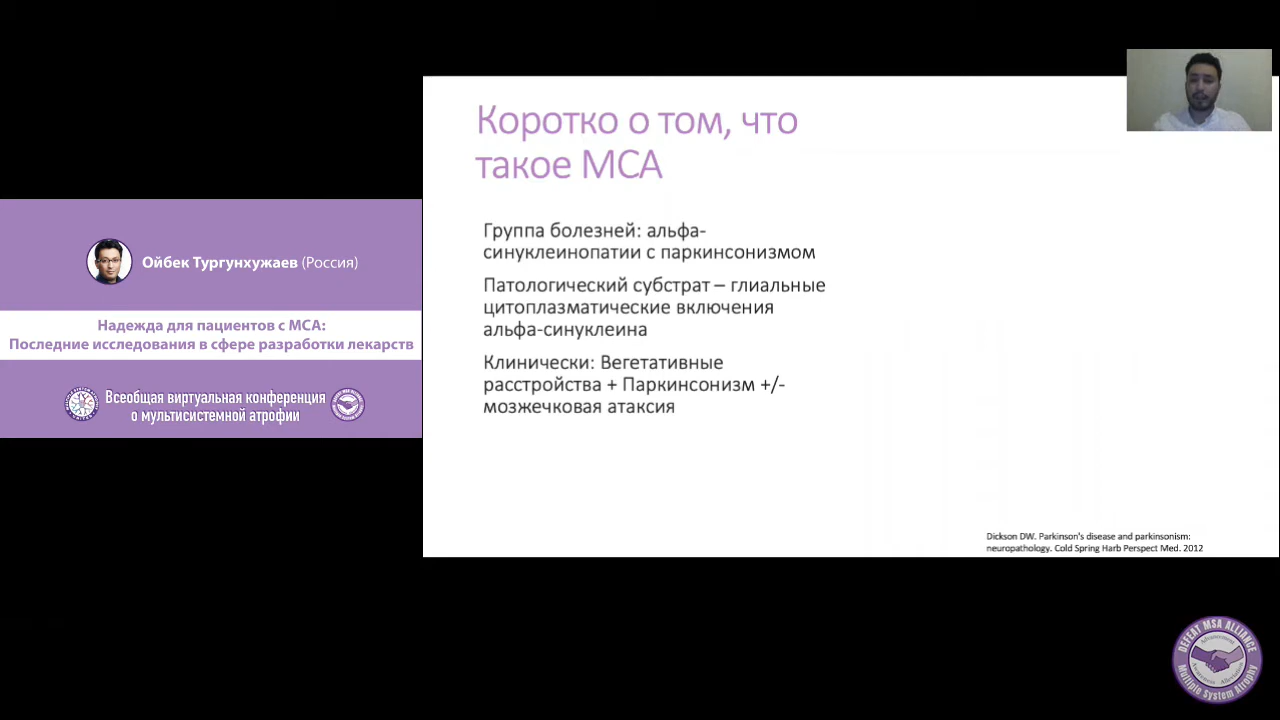 Коротко о том, что
такое МСА
Группа болезней: альфа-
синуклеинопатии с паркинсонизмом
Патологический субстрат – глиальные
цитоплазматические включения
альфа-синуклеина
Клинически: Вегетативные
расстройства + Паркинсонизм +/-
мозжечковая атаксия
Dickson DW. Parkinson's disease and parkinsonism:
neuropathology. Cold Spring Harb Perspect Med. 2012
Ойбек Тургунхужаев (Россия)
Надежда для пациентов с МСА:
Последние исследования в сфере разработки лекарств
Всеобщая виртуальная конференция
о мультисистемной атрофии
DEFEAT MSA ALLIANCE
Multiple System Atrophy